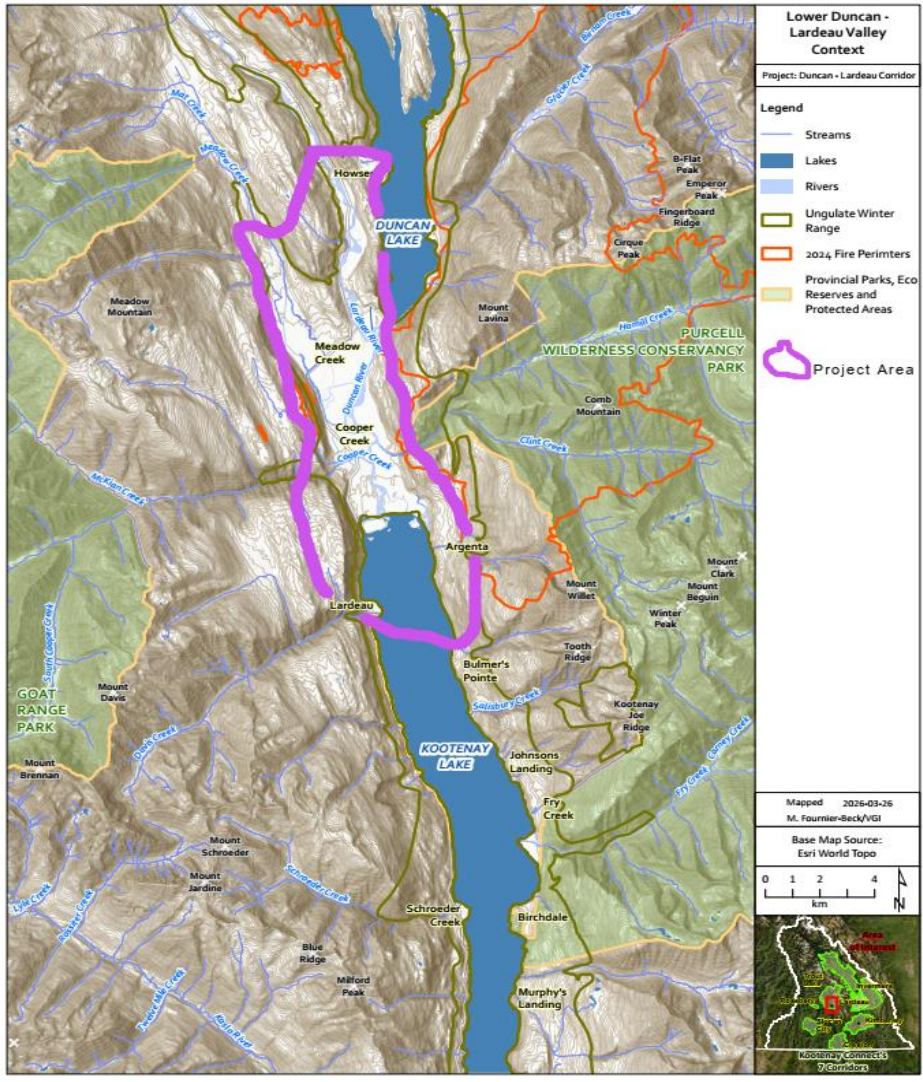 Lower Duncan -
Lardeau Valley
Context
Project: Duncan - Lardeau Corridor
Legend
Streams
Lakes
Rivers
Ungulate Winter
Range
2024 Fire Perimters
Provincial Parks, Eco
Reserves and
Protected Areas
Project Area
Birnam Creek
Glacier Creek
Mat Creek
Meadow Creek
Howser
B-Flat
Peak
Emperor
Peak
Fingerboard
Ridge
Cirque
Peak
DUNCAN
LAKE
Meadow
Mountain
Mount
Lavina
Hamill Creek
Lardeau River
PURCELL
WILDERNESS CONSERVANCY
PARK
Meadow
Creek
Duncan River
Comb
Mountain
Cooper
Creek
Cooper Creek
Clint Creek
McKian Creek
Argenta
Mount
Clark
Mount
Willet
Mount
Beguin
Winter
Peak
Lardeau
South Cooper Creek
Tooth
Ridge
Bulmer's
Pointe
Salisbury Creek
Kootenay
Joe
Ridge
GOAT
RANGE
PARK
Mount
Davis
Davis Creek
Mount
Brennan
KOOTENAY
LAKE
Johnsons
Landing
Fry Creek
Carney Creek
Fry
Creek
Mount
Schroeder
Mount
Jardine
Schroeder Creek
Lyle Creek
Rossiter Creek
Schroeder
Creek
Birchdale
Blue
Ridge
Milford
Peak
Twelve Mile Creek
Kaslo River
Murphy's
Landing
Mapped 2026-03-26
M. Fournier-Beck/VGI
Base Map Source:
Esri World Topo
0 1 2 4
km
N
Area
of Interest
Invermere
Lardeau
Kimberley
City
Kootenay Connect's
7 Corridors